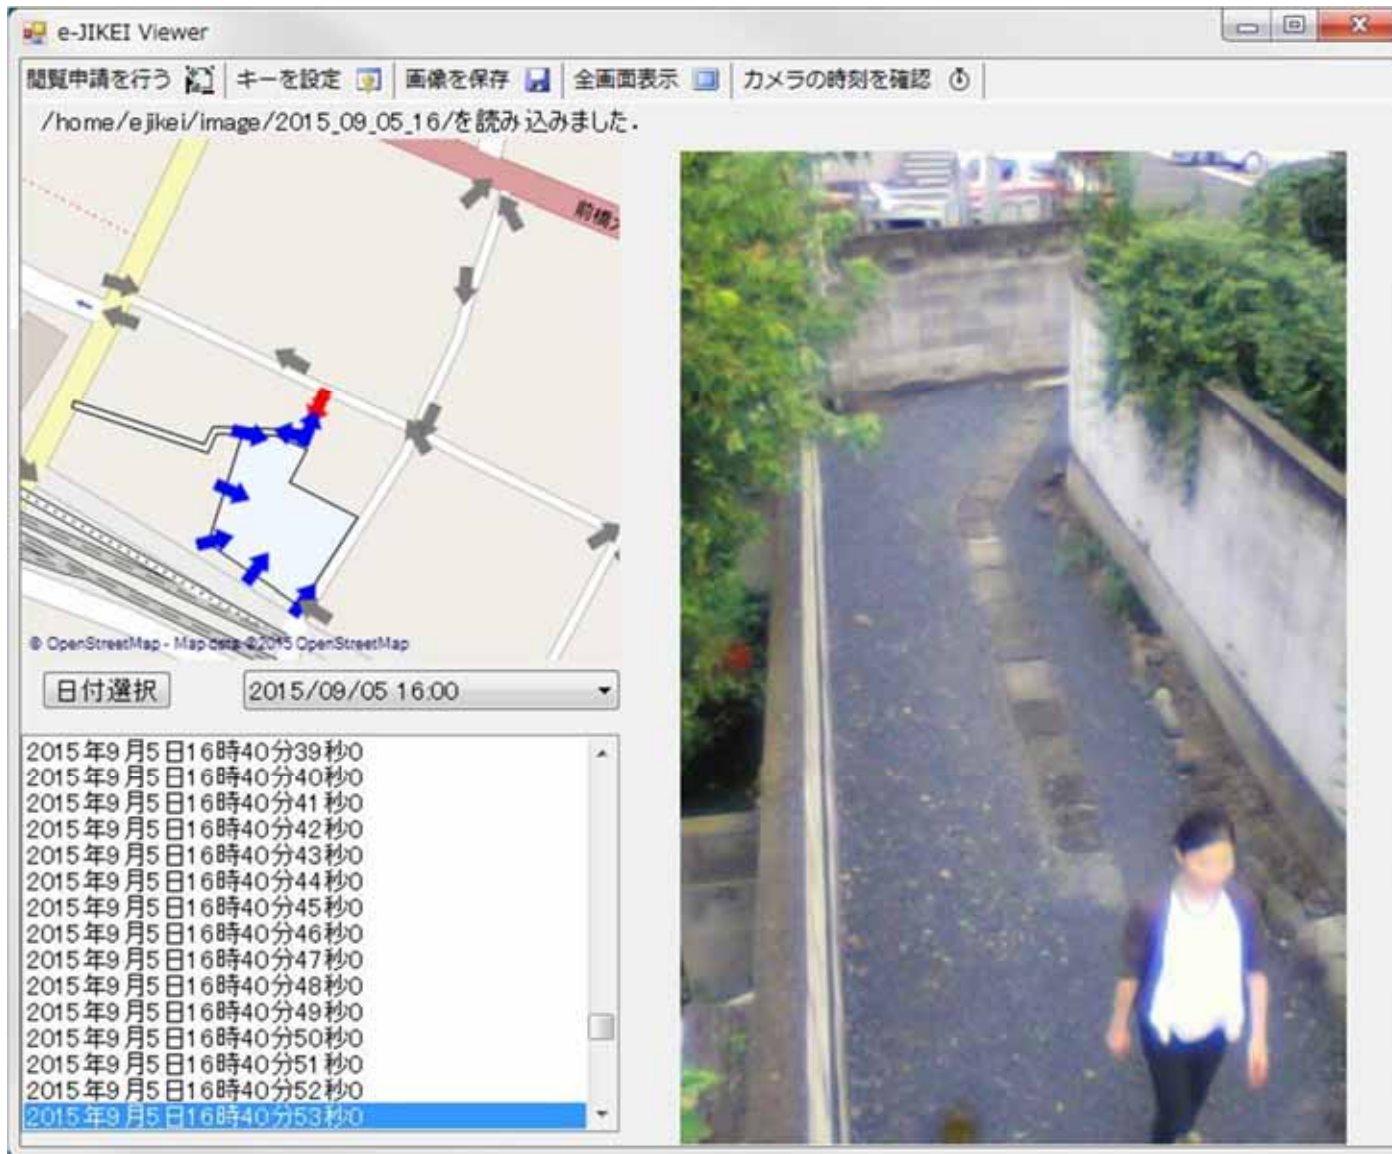 e-JIKEI Viewer
閲覧申請を行う キーを設定 画像を保存 全画面表示 カメラの時刻を確認
/home/ejikei/image/2015_09_05_16/を読み込みました.
前橋
© OpenStreetMap - Map data ©2015 OpenStreetMap
日付選択 2015/09/05 16:00
2015年9月5日16時40分39秒0
2015年9月5日16時40分40秒0
2015年9月5日16時40分41秒0
2015年9月5日16時40分42秒0
2015年9月5日16時40分43秒0
2015年9月5日16時40分44秒0
2015年9月5日16時40分45秒0
2015年9月5日16時40分46秒0
2015年9月5日16時40分47秒0
2015年9月5日16時40分48秒0
2015年9月5日16時40分49秒0
2015年9月5日16時40分50秒0
2015年9月5日16時40分51秒0
2015年9月5日16時40分52秒0
2015年9月5日16時40分53秒0